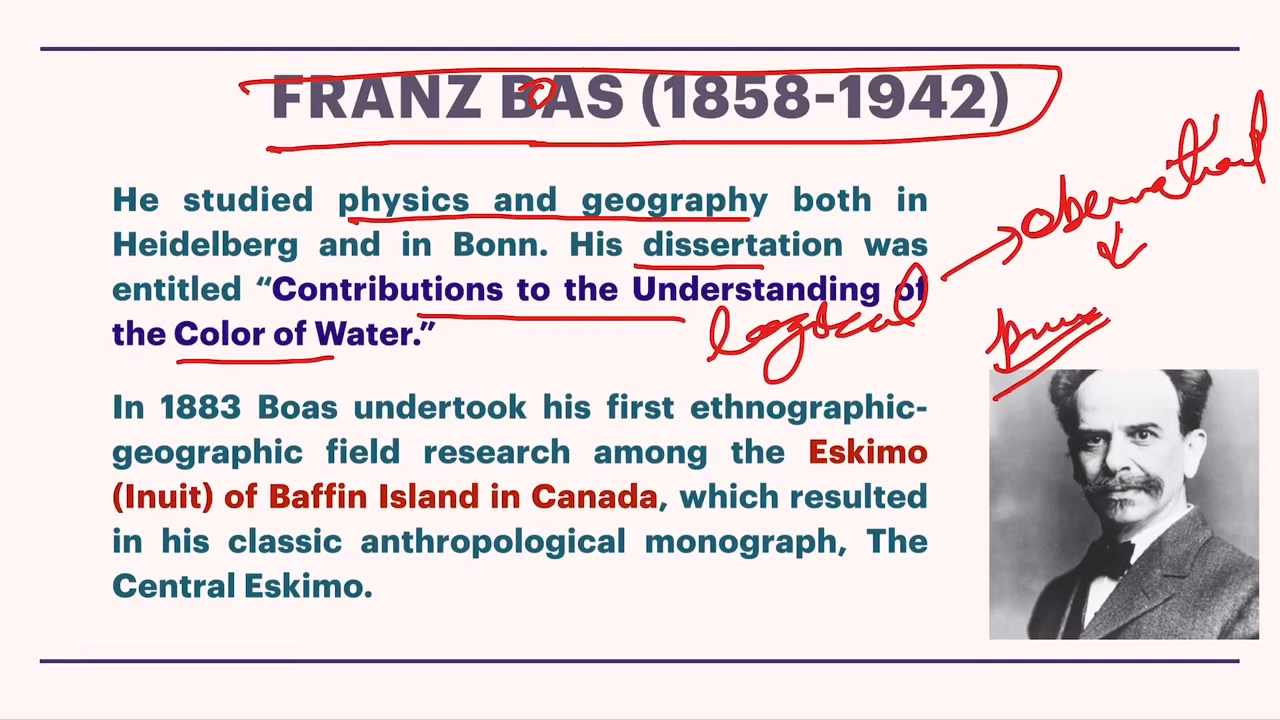 FRANZ BOAS (1858-1942)
He studied physics and geography both in
Heidelberg and in Bonn. His dissertation was
entitled “Contributions to the Understanding of
the Color of Water.”
logical
In 1883 Boas undertook his first ethnographic-
geographic field research among the Eskimo
(Inuit) of Baffin Island in Canada, which resulted
in his classic anthropological monograph, The
Central Eskimo.